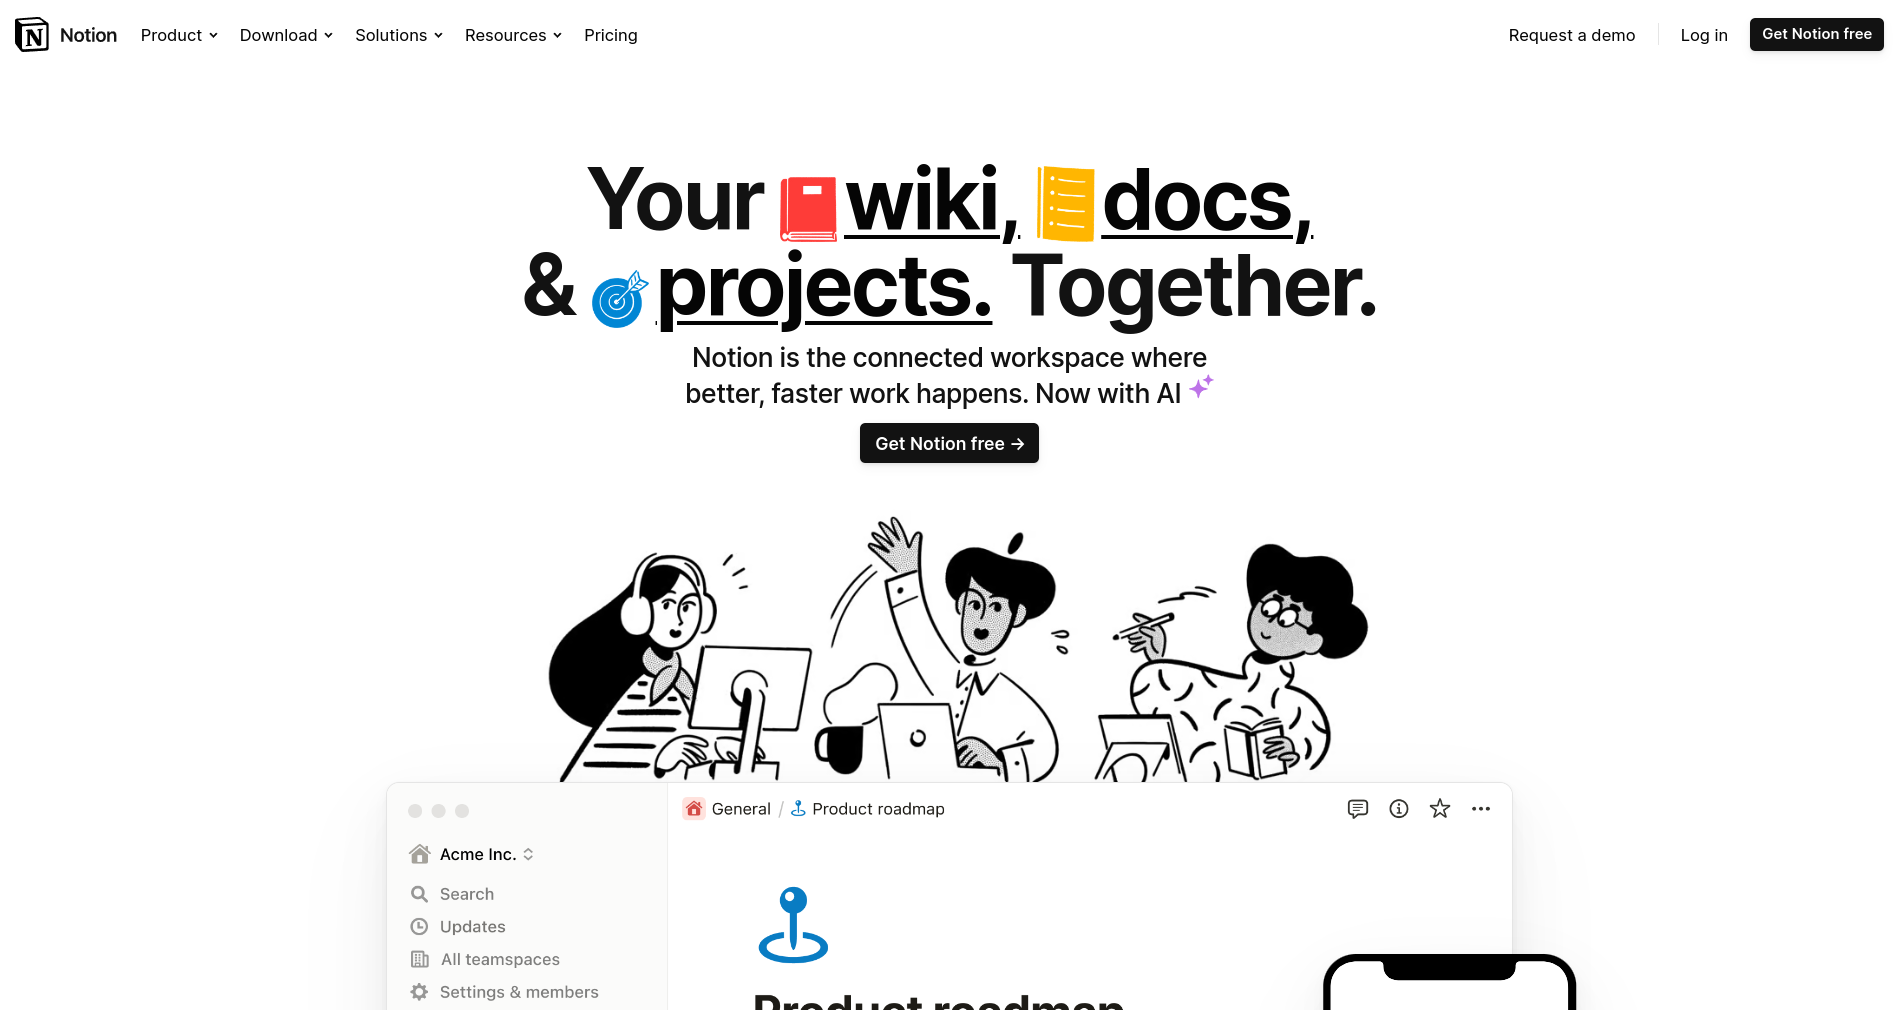 Notion Product Download Solutions Resources Pricing Request a demo Log in Get Notion free
Your wiki, docs,
& projects. Together.
Notion is the connected workspace where
better, faster work happens. Now with AI
Get Notion free →
General / Product roadmap
Acme Inc.
Search
Updates
All teamspaces
Settings & members
Product roadmap